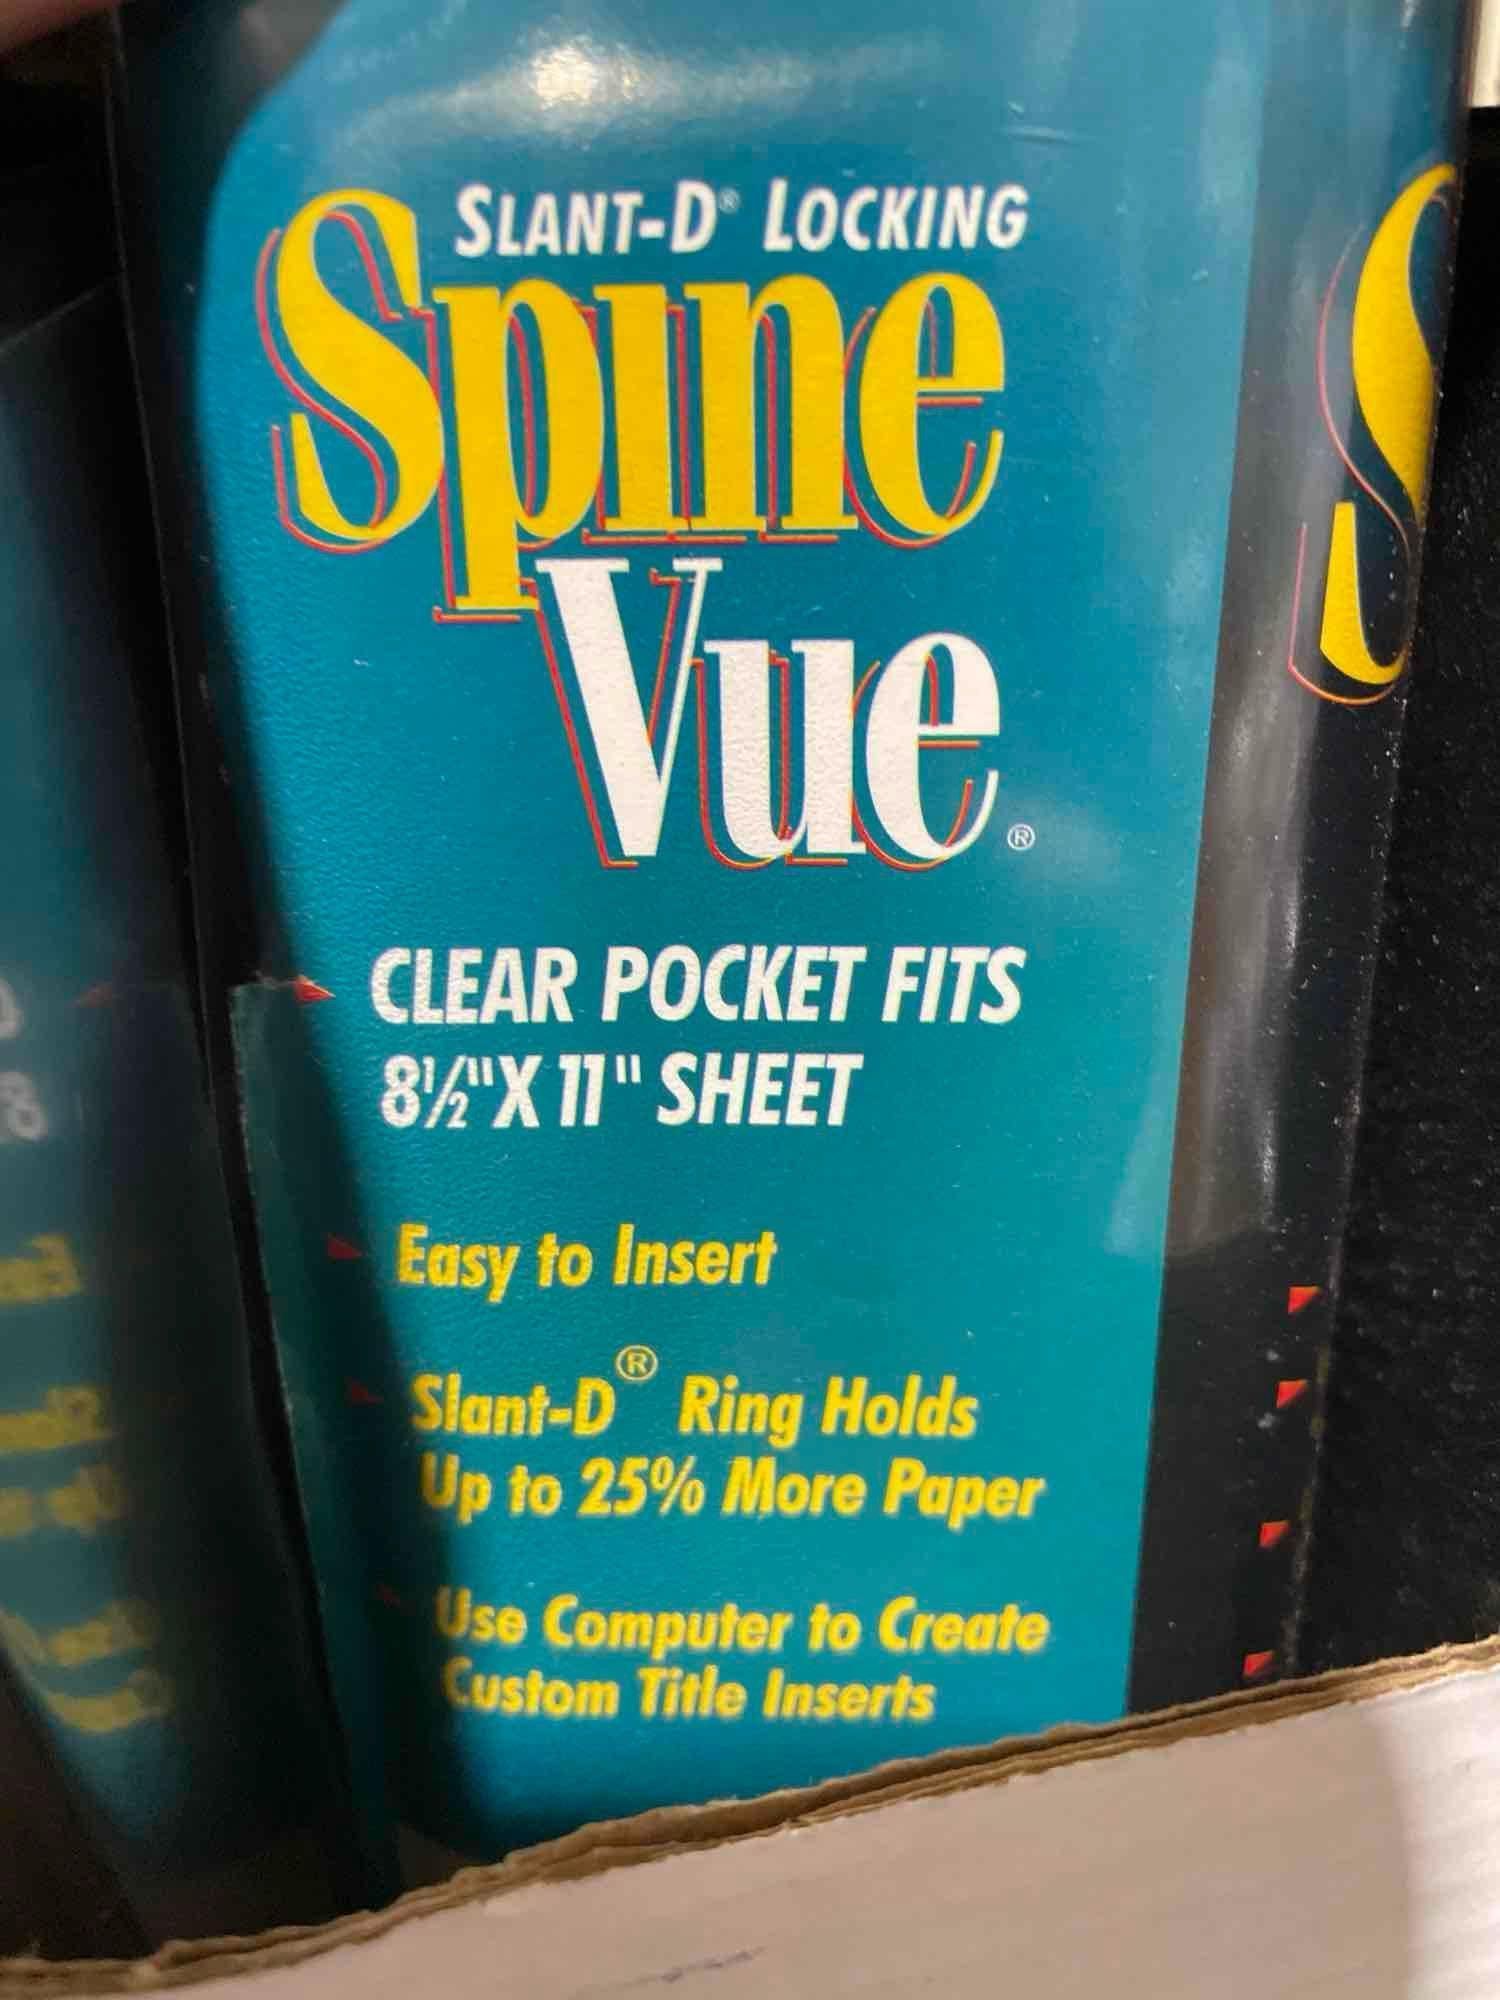 SLANT-D® LOCKING
Spine
Vue®
CLEAR POCKET FITS
8½"X 11" SHEET
Easy to Insert
Slant-D® Ring Holds
Up to 25% More Paper
Use Computer to Create
Custom Title Inserts
S